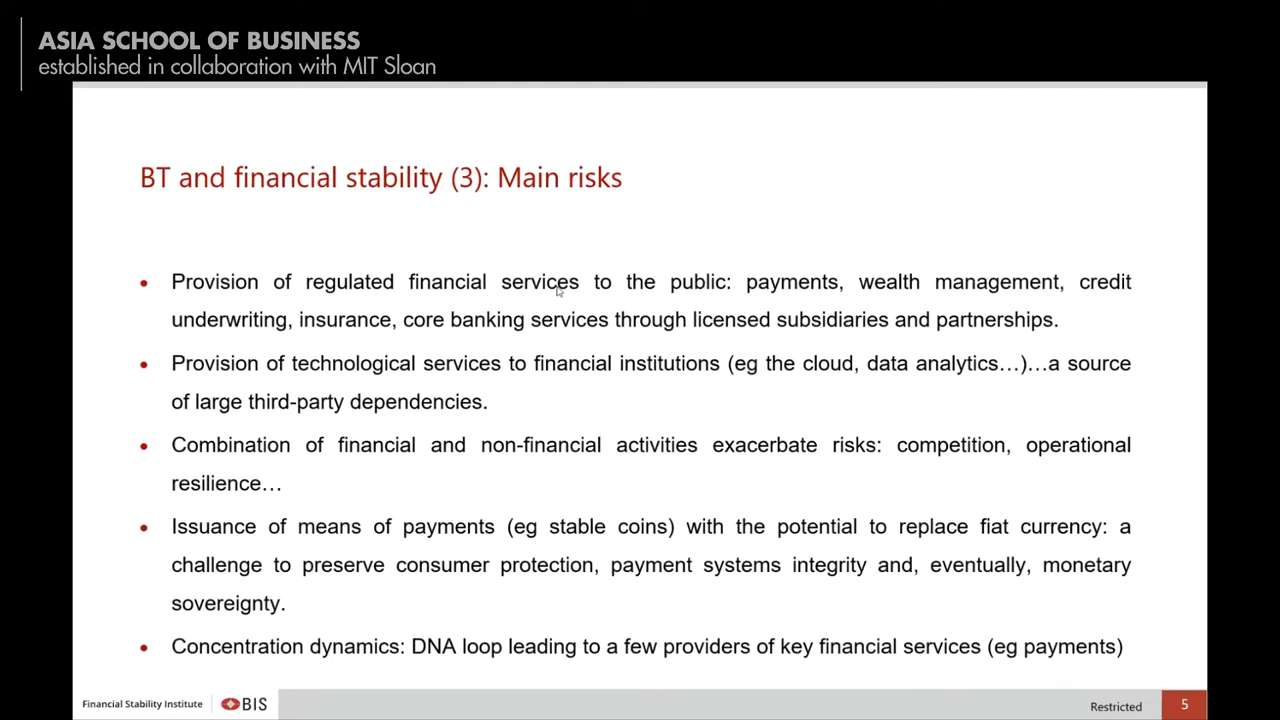 ASIA SCHOOL OF BUSINESS
established in collaboration with MIT Sloan
BT and financial stability (3): Main risks
• Provision of regulated financial services to the public: payments, wealth management, credit
underwriting, insurance, core banking services through licensed subsidiaries and partnerships.
• Provision of technological services to financial institutions (eg the cloud, data analytics…)…a source
of large third-party dependencies.
• Combination of financial and non-financial activities exacerbate risks: competition, operational
resilience…
• Issuance of means of payments (eg stable coins) with the potential to replace fiat currency: a
challenge to preserve consumer protection, payment systems integrity and, eventually, monetary
sovereignty.
• Concentration dynamics: DNA loop leading to a few providers of key financial services (eg payments)
Financial Stability Institute BIS Restricted 5